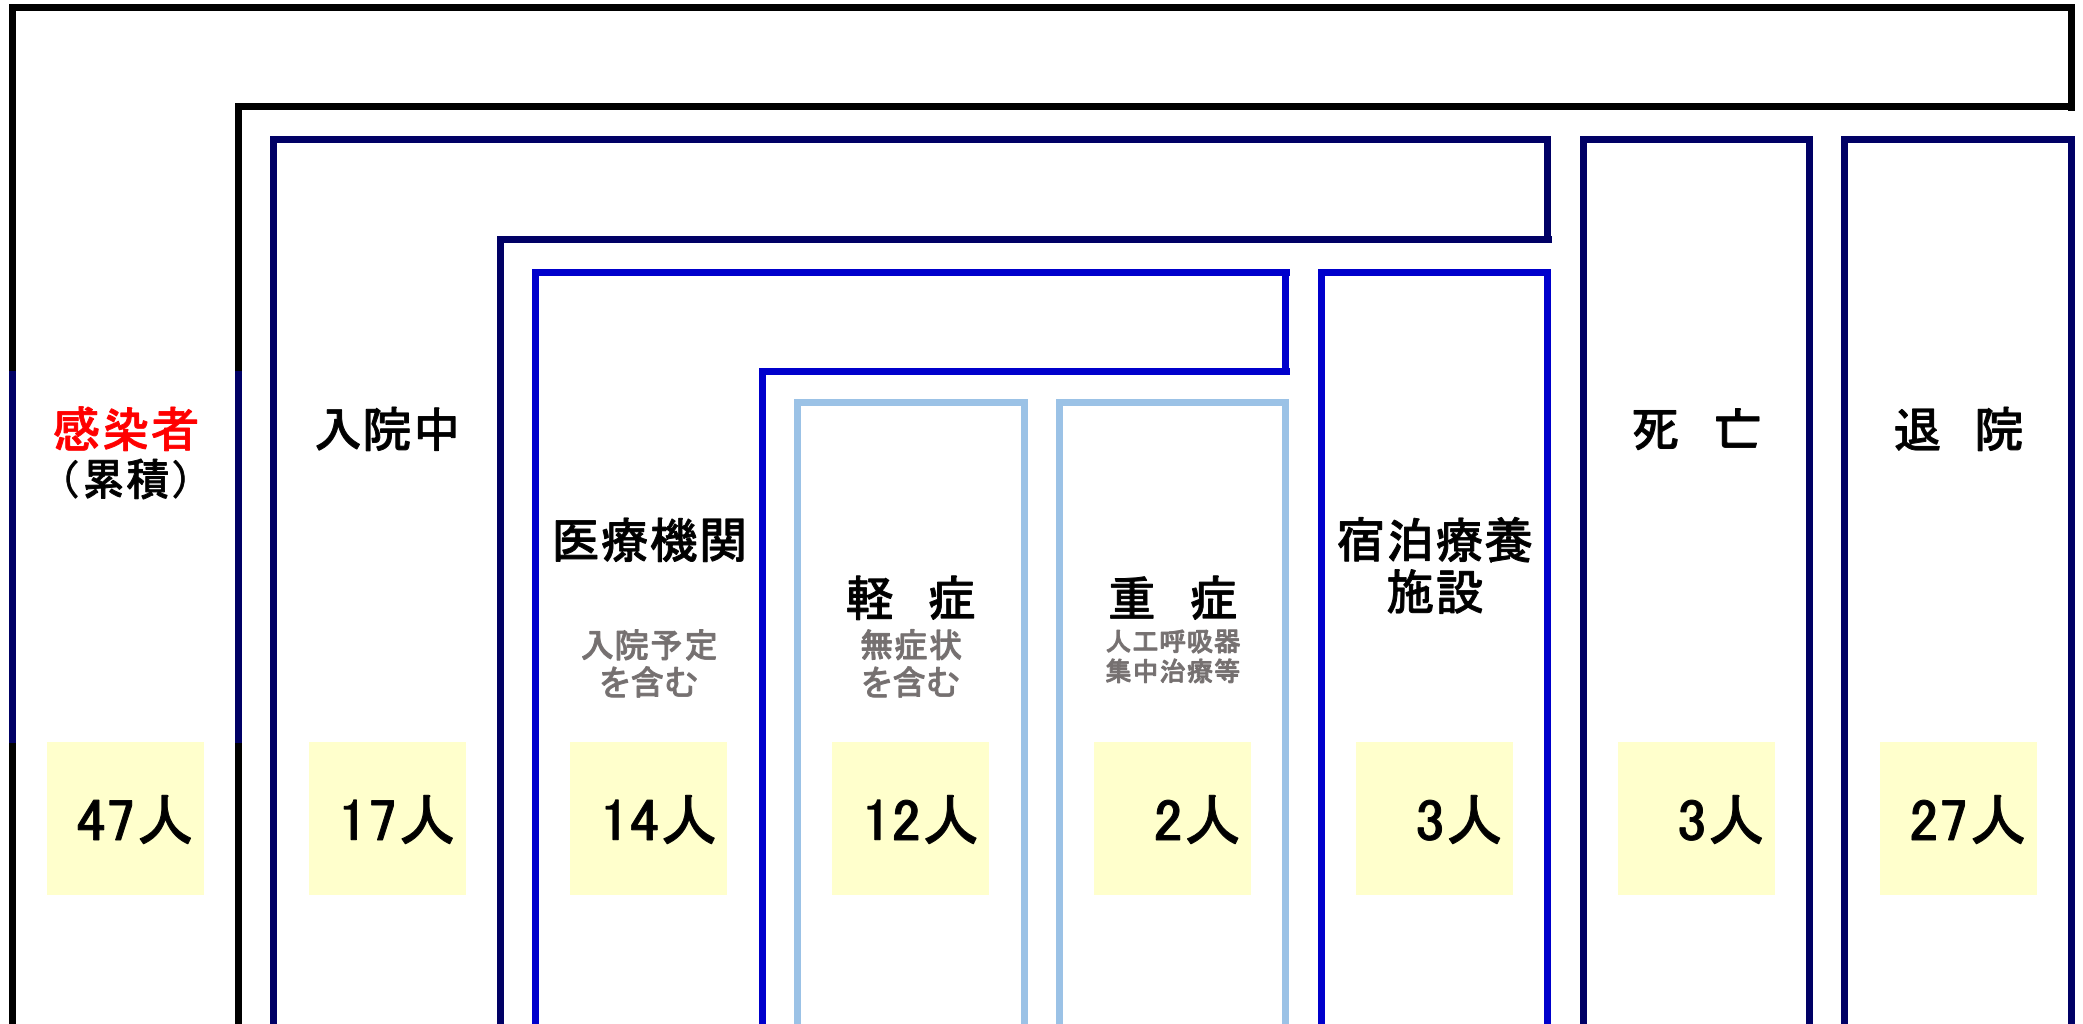 感染者
（累積）
47人
入院中
17人
医療機関
入院予定
を含む
14人
軽　症
無症状
を含む
12人
重　症
人工呼吸器
集中治療等
2人
宿泊療養
施設
3人
死　亡
3人
退　院
27人